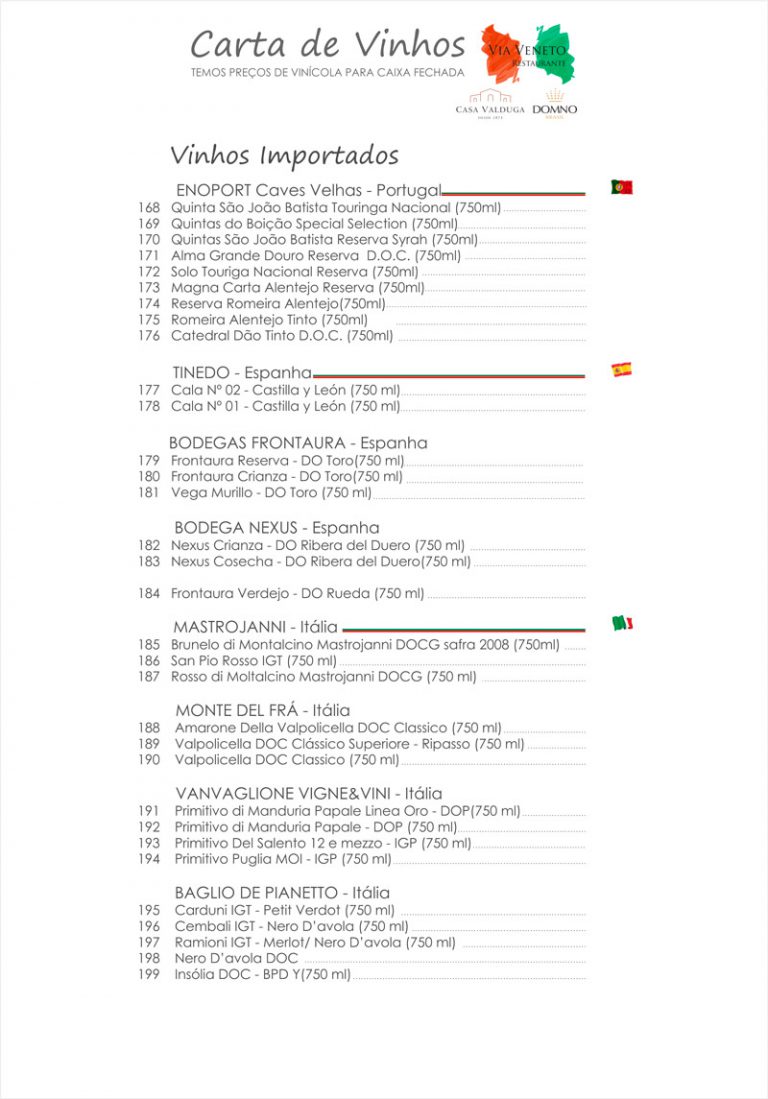 Carta de Vinhos
TEMOS PREÇOS DE VINÍCOLA PARA CAIXA FECHADA
VIA VENETO
RESTAURANTE
CASA VALDUGA
DOMNO
Vinhos Importados
ENOPORT Caves Velhas - Portugal
168 Quinta São João Batista Touringa Nacional (750ml)
169 Quintas do Boição Special Selection (750ml)
170 Quintas São João Batista Reserva Syrah (750ml)
171 Alma Grande Douro Reserva D.O.C. (750ml)
172 Solo Touriga Nacional Reserva (750ml)
173 Magna Carta Alentejo Reserva (750ml)
174 Reserva Romeira Alentejo(750ml)
175 Romeira Alentejo Tinto (750ml)
176 Catedral Dão Tinto D.O.C. (750ml)
TINEDO - Espanha
177 Cala Nº 02 - Castilla y León (750 ml)
178 Cala Nº 01 - Castilla y León (750 ml)
BODEGAS FRONTAURA - Espanha
179 Frontaura Reserva - DO Toro(750 ml)
180 Frontaura Crianza - DO Toro(750 ml)
181 Vega Murillo - DO Toro (750 ml)
BODEGA NEXUS - Espanha
182 Nexus Crianza - DO Ribera del Duero (750 ml)
183 Nexus Cosecha - DO Ribera del Duero(750 ml)
184 Frontaura Verdejo - DO Rueda (750 ml)
MASTROJANNI - Itália
185 Brunelo di Montalcino Mastrojanni DOCG safra 2008 (750ml)
186 San Pio Rosso IGT (750 ml)
187 Rosso di Moltalcino Mastrojanni DOCG (750 ml)
MONTE DEL FRÁ - Itália
188 Amarone Della Valpolicella DOC Classico (750 ml)
189 Valpolicella DOC Clássico Superiore - Ripasso (750 ml)
190 Valpolicella DOC Classico (750 ml)
VANVAGLIONE VIGNE&VINI - Itália
191 Primitivo di Manduria Papale Linea Oro - DOP(750 ml)
192 Primitivo di Manduria Papale - DOP (750 ml)
193 Primitivo Del Salento 12 e mezzo - IGP (750 ml)
194 Primitivo Puglia MOI - IGP (750 ml)
BAGLIO DE PIANETTO - Itália
195 Carduni IGT - Petit Verdot (750 ml)
196 Cembali IGT - Nero D'avola (750 ml)
197 Ramioni IGT - Merlot/ Nero D'avola (750 ml)
198 Nero D'avola DOC
199 Insólia DOC - BPD Y(750 ml)